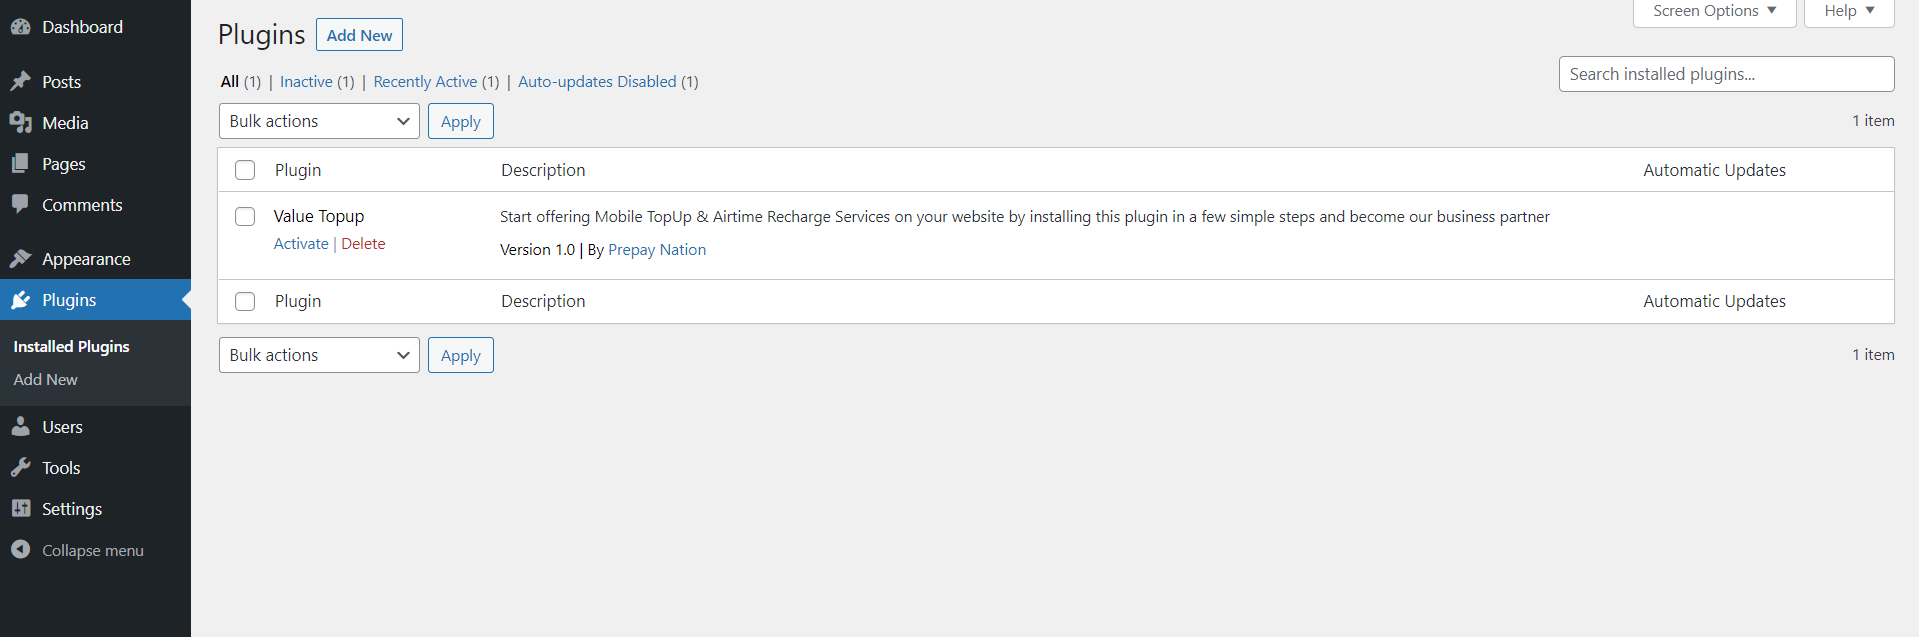 Dashboard
Posts
Media
Pages
Comments
Appearance
Plugins
Installed Plugins
Add New
Users
Tools
Settings
Collapse menu
Screen Options
Help
Plugins
Add New
All (1) | Inactive (1) | Recently Active (1) | Auto-updates Disabled (1)
Search installed plugins...
Bulk actions
Apply
1 item
Plugin
Description
Automatic Updates
Value Topup
Activate | Delete
Start offering Mobile TopUp & Airtime Recharge Services on your website by installing this plugin in a few simple steps and become our business partner
Version 1.0 | By Prepay Nation
Plugin
Description
Automatic Updates
Bulk actions
Apply
1 item